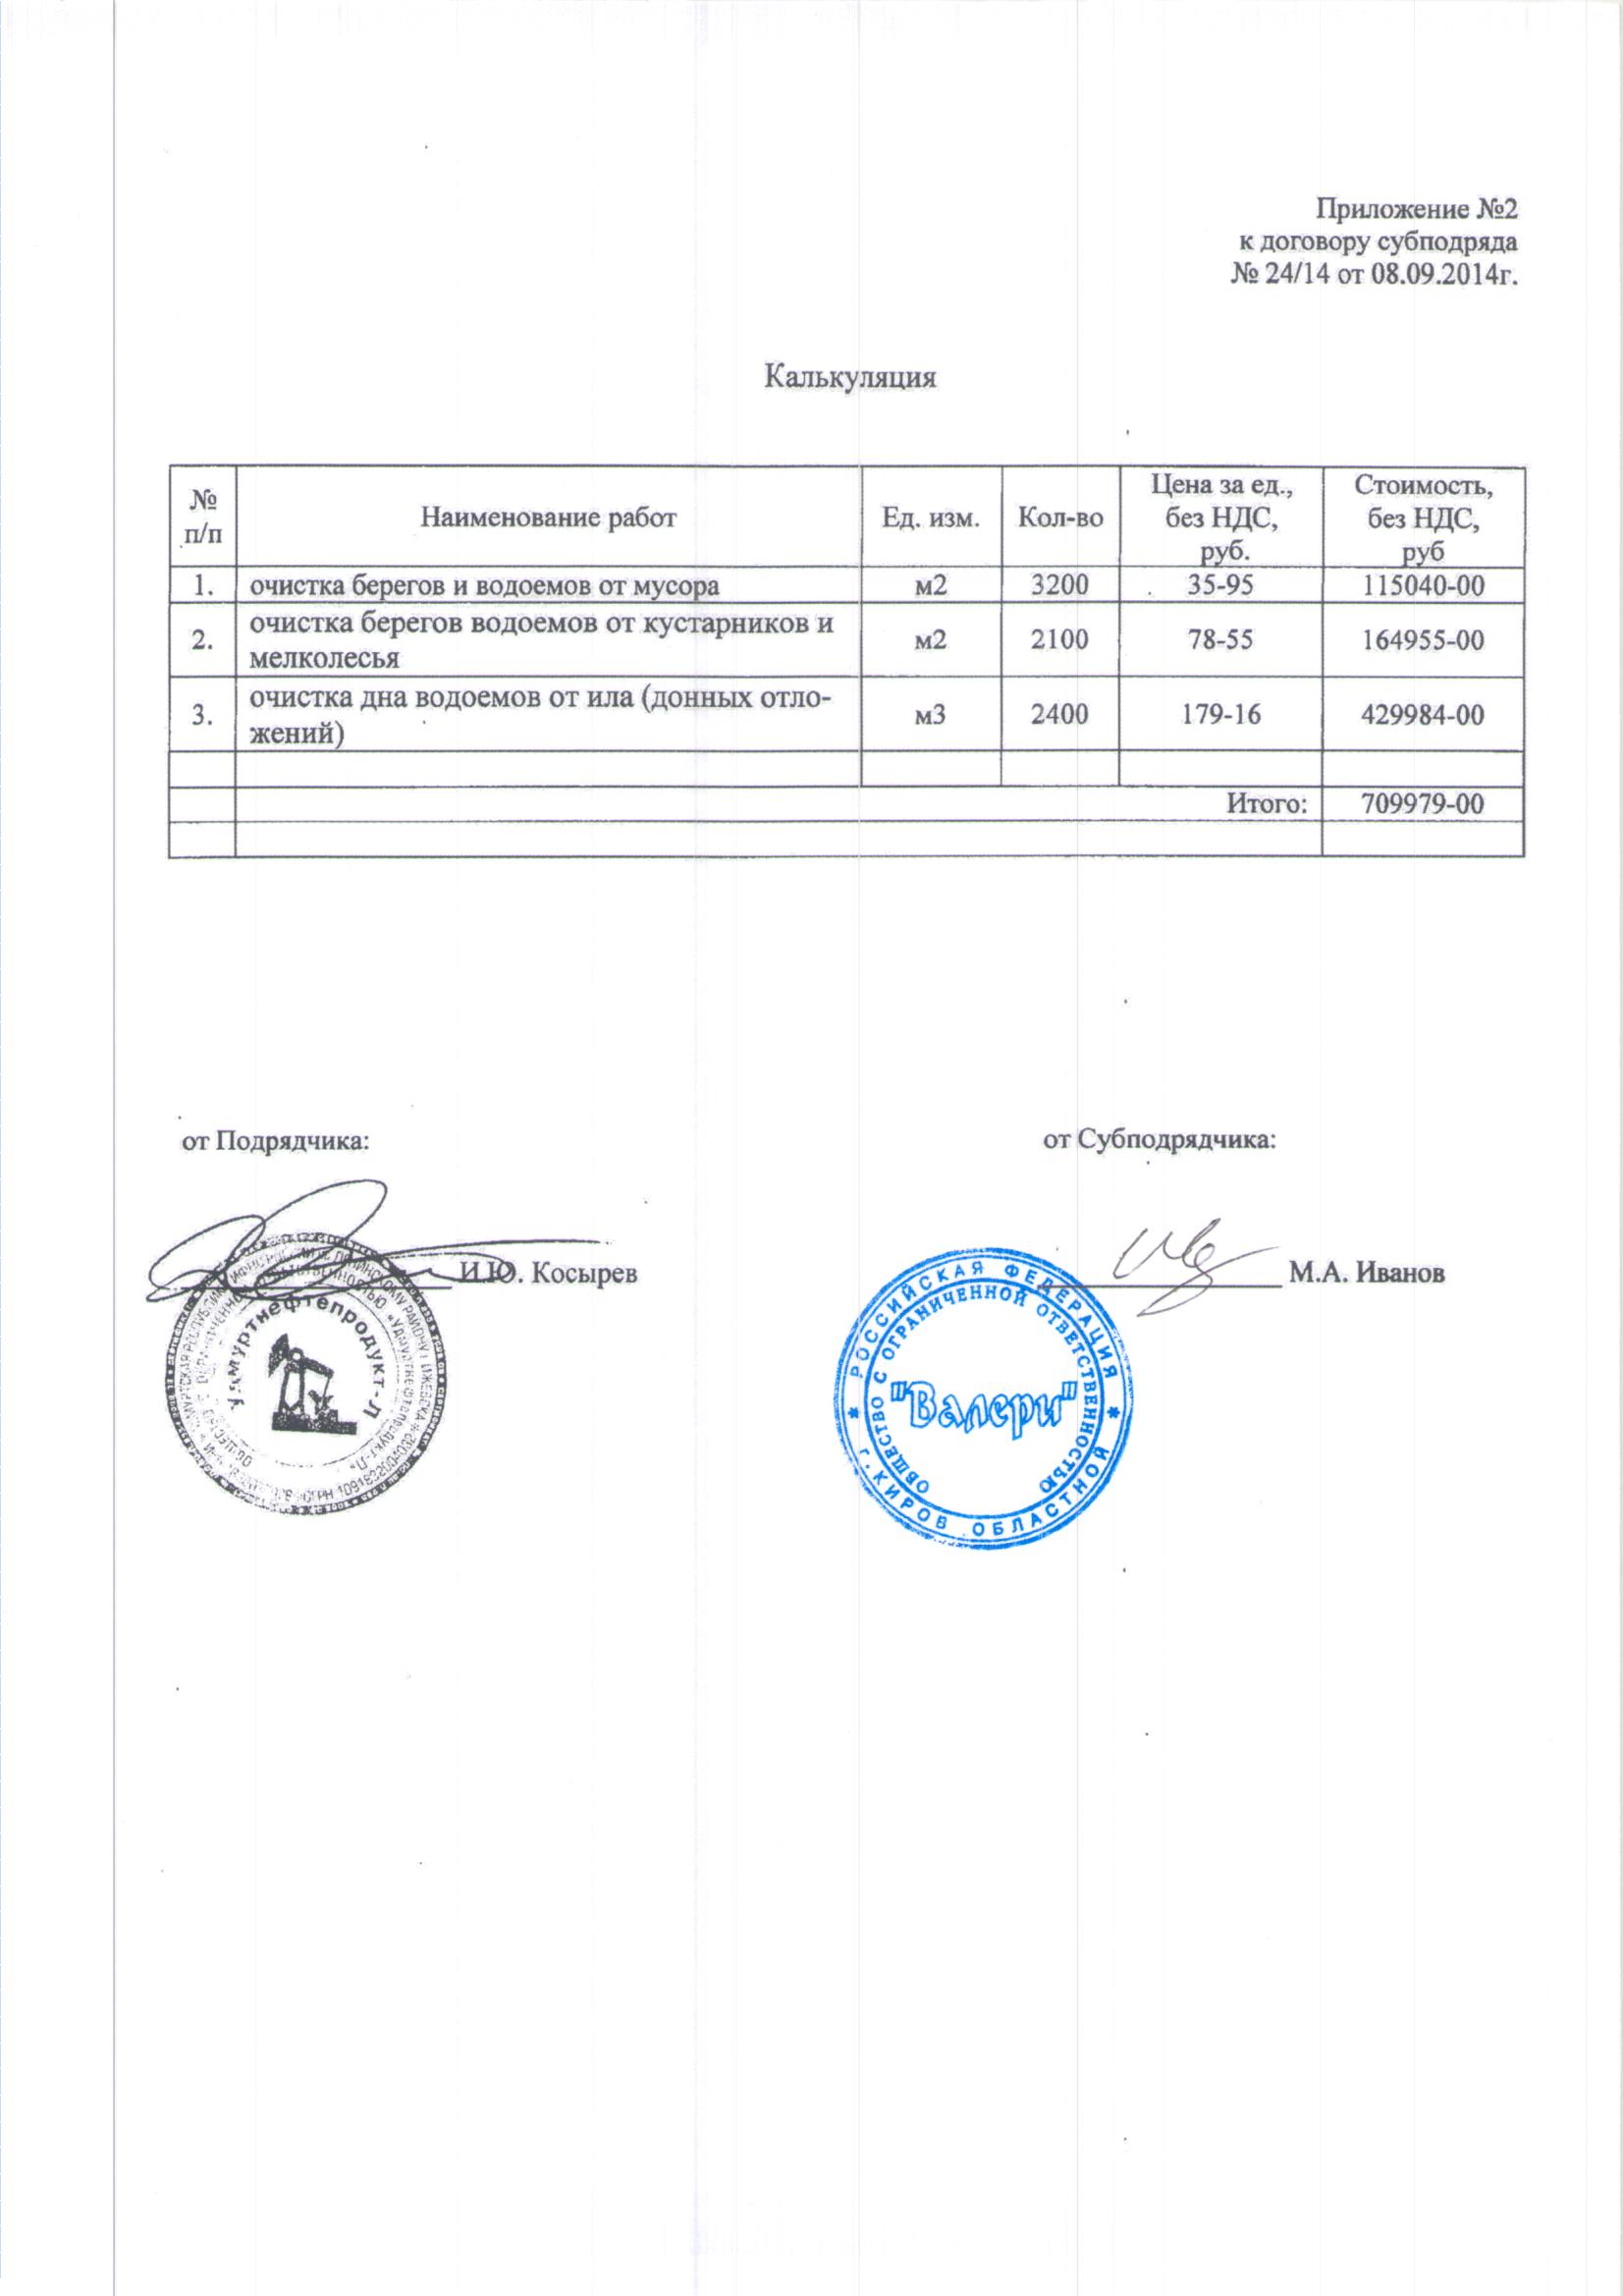 Приложение №2
к договору субподряда
№ 24/14 от 08.09.2014г.
Калькуляция
№ п/п Наименование работ Ед. изм. Кол-во Цена за ед., без НДС, руб. Стоимость, без НДС, руб
1. очистка берегов и водоемов от мусора м2 3200 35-95 115040-00
2. очистка берегов водоемов от кустарников и
мелколесья м2 2100 78-55 164955-00
3. очистка дна водоемов от ила (донных отло-
жений) м3 2400 179-16 429984-00
Итого: 709979-00
от Подрядчика: от Субподрядчика:
И.Ю. Косырев М.А. Иванов
Удмуртнефтепродукт-Л
РОССИЙСКАЯ ФЕДЕРАЦИЯ
г. КИРОВ ОБЛАСТНОЙ
ОБЩЕСТВО С ОГРАНИЧЕННОЙ ОТВЕТСТВЕННОСТЬЮ
"Валери"